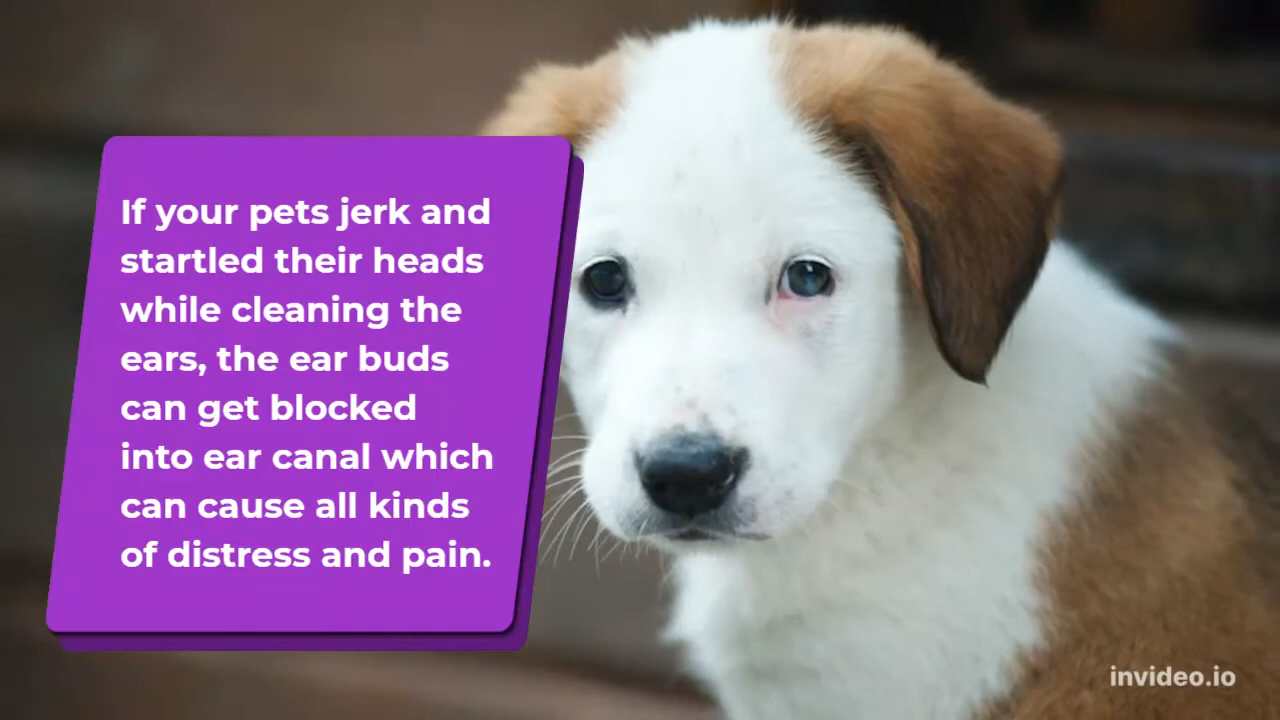 If your pets jerk and
startled their heads
while cleaning the
ears, the ear buds
can get blocked
into ear canal which
can cause all kinds
of distress and pain.
invideo.io